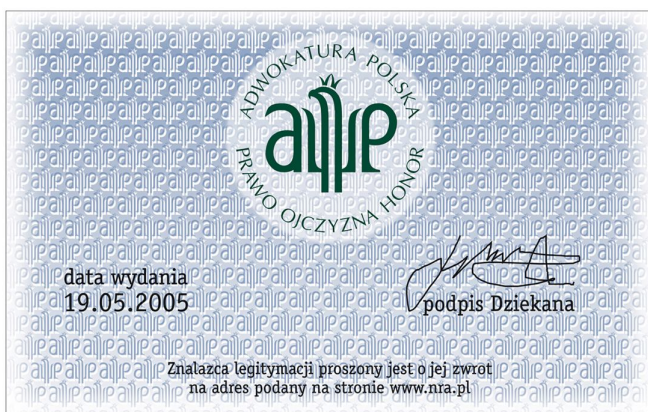 ADWOKATURA POLSKA
PRAWO OJCZYZNA HONOR
data wydania
19.05.2005
podpis Dziekana
Znalazca legitymacji proszony jest o jej zwrot
na adres podany na stronie www.nra.pl